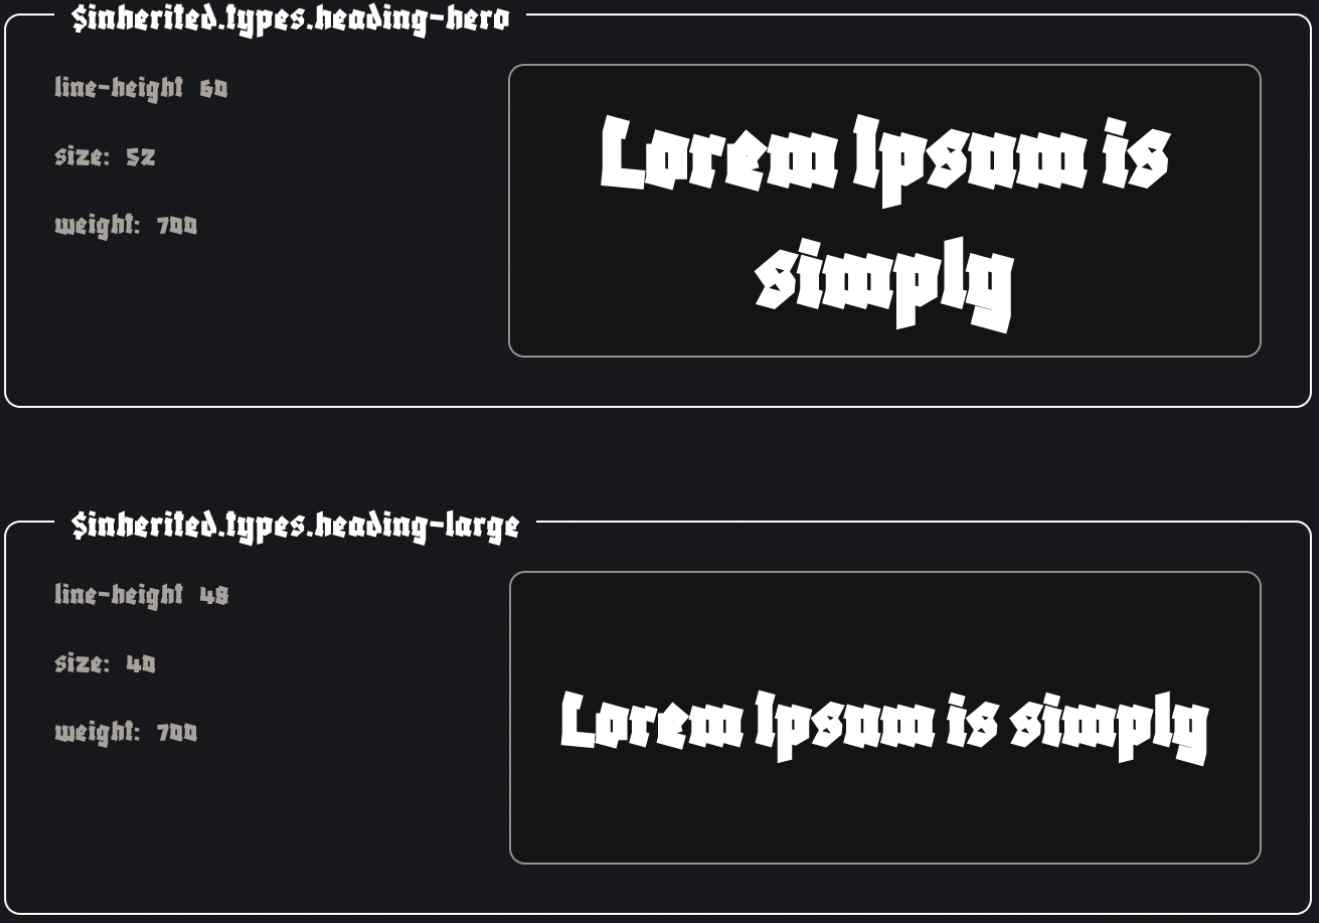 $inherited.types.heading-hero
line-height 60
size: 52
weight: 700
Lorem Ipsum is
simply
$inherited.types.heading-large
line-height 48
size: 40
weight: 700
Lorem Ipsum is simply